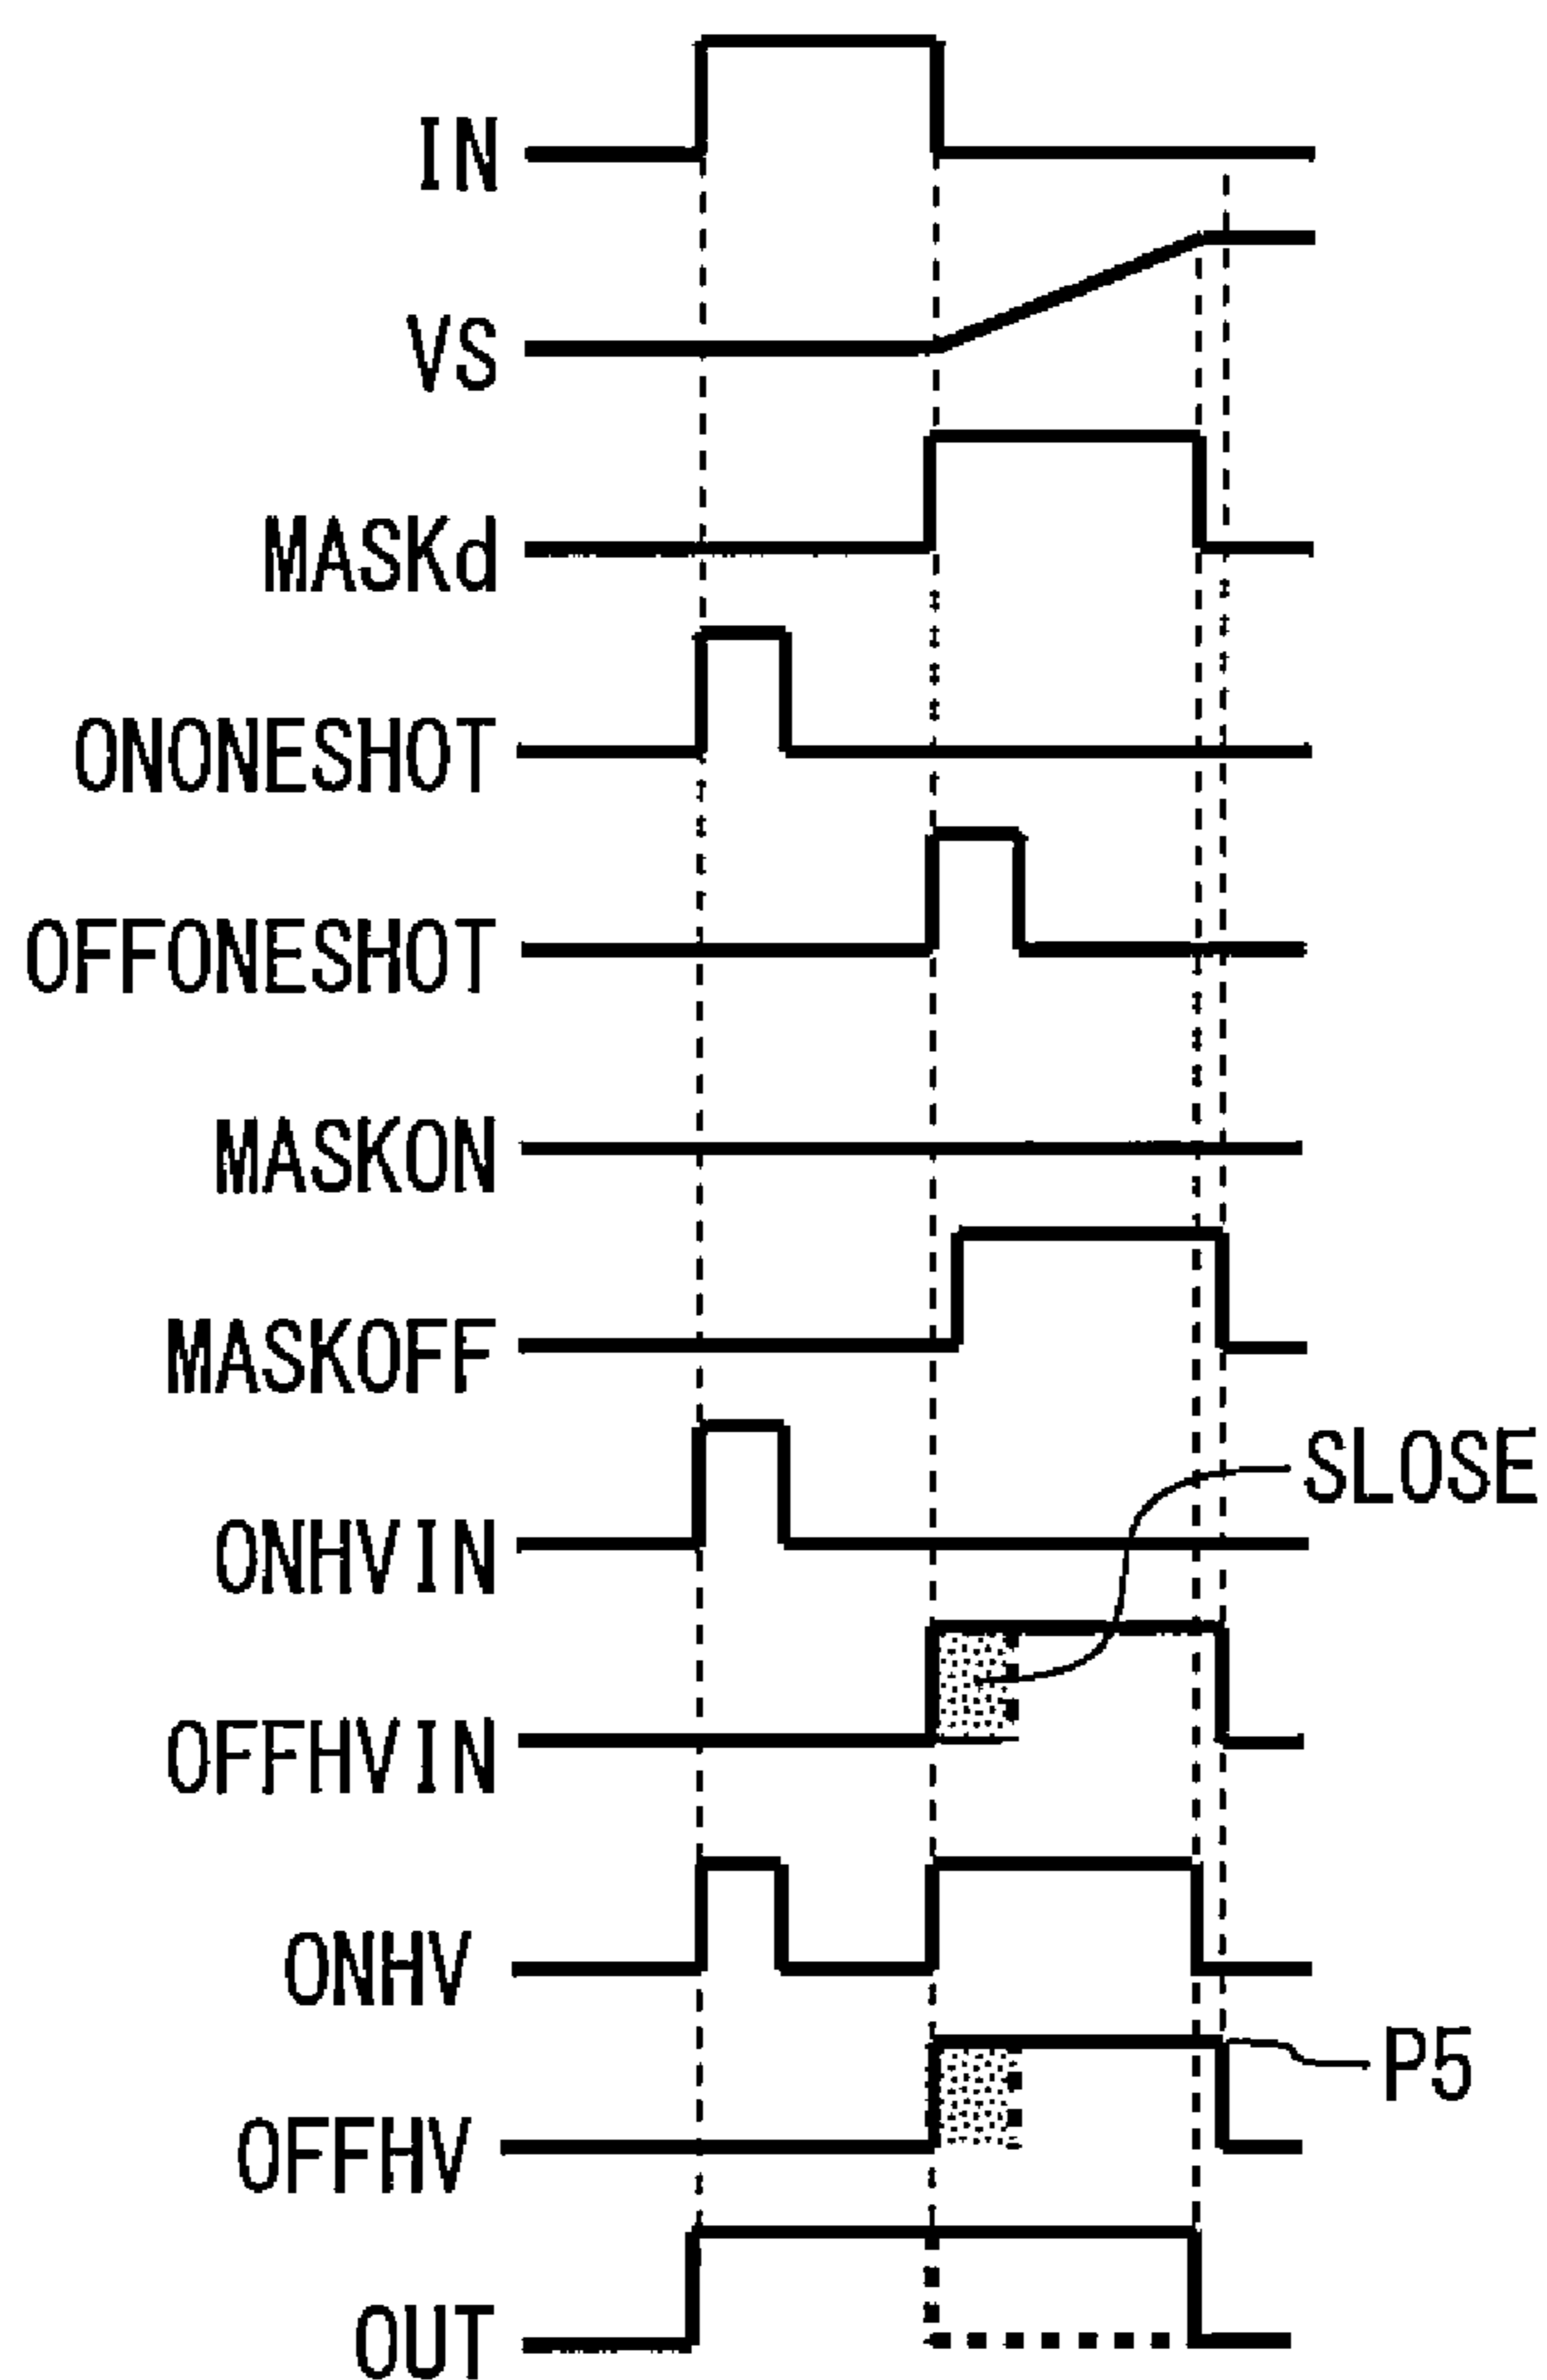 IN
VS
MASKd
ONONESHOT
OFFONESHOT
MASKON
MASKOFF
SLOSE
ONHVIN
OFFHVIN
ONHV
P5
OFFHV
OUT